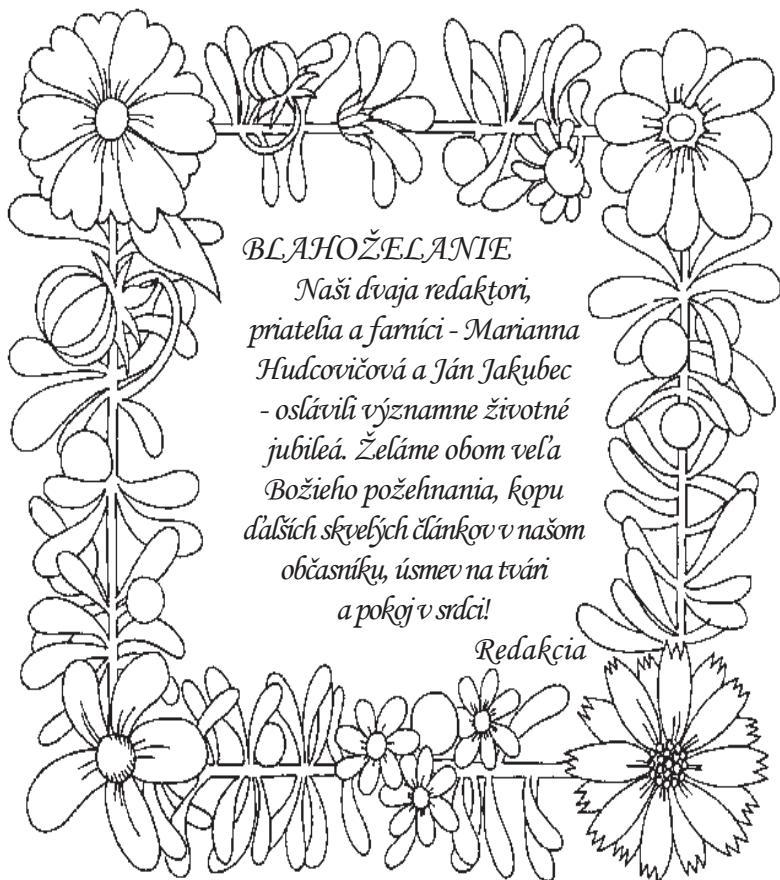 BLAHOŽELANIE
Naši dvaja redaktori,
priatelia a farníci - Marianna
Hudcovičová a Ján Jakubec
- oslávili významne životné
jubileá. Želáme obom veľa
Božieho požehnania, kopu
ďalších skvelých článkov v našom
občasníku, úsmev na tvári
a pokoj v srdci!
Redakcia